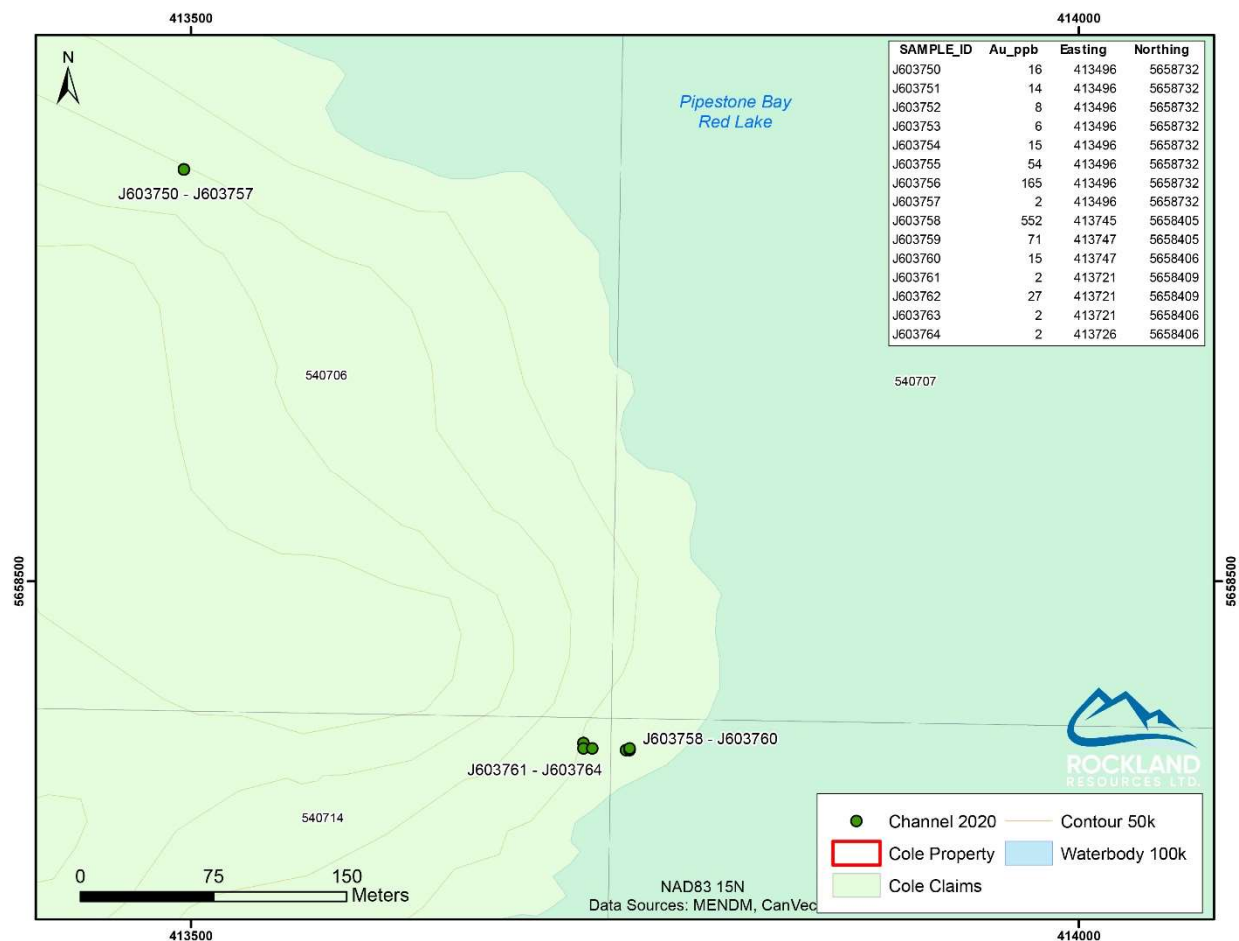 413500
414000
N
Pipestone Bay
Red Lake
SAMPLE_ID Au_ppb Easting Northing
J603750 16 413496 5658732
J603751 14 413496 5658732
J603752 8 413496 5658732
J603753 6 413496 5658732
J603754 15 413496 5658732
J603755 54 413496 5658732
J603756 165 413496 5658732
J603757 2 413496 5658732
J603758 552 413745 5658405
J603759 71 413747 5658405
J603760 15 413747 5658406
J603761 2 413721 5658409
J603762 27 413721 5658409
J603763 2 413721 5658406
J603764 2 413726 5658406
J603750 - J603757
540706
540707
5658500
5658500
J603758 - J603760
J603761 - J603764
ROCKLAND
RESOURCES LTD.
540714
0 75 150
Meters
NAD83 15N
Data Sources: MENDM, CanVec
Channel 2020
Contour 50k
Cole Property
Waterbody 100k
Cole Claims
413500
414000